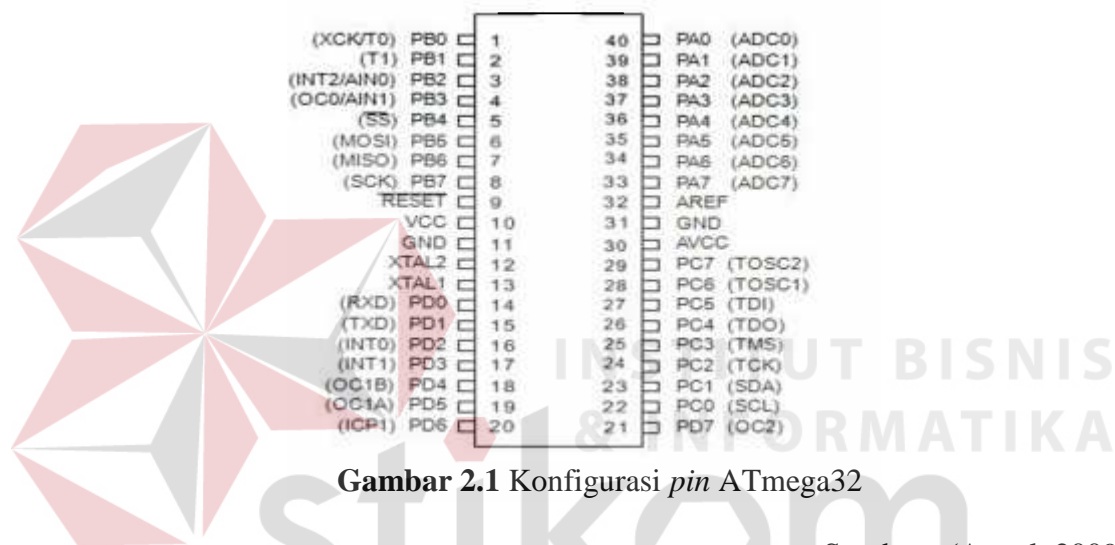 (XCK/T0) PB0 1 40 PA0 (ADC0)
(T1) PB1 2 39 PA1 (ADC1)
(INT2/AIN0) PB2 3 38 PA2 (ADC2)
(OC0/AIN1) PB3 4 37 PA3 (ADC3)
(SS) PB4 5 36 PA4 (ADC4)
(MOSI) PB5 6 35 PA5 (ADC5)
(MISO) PB6 7 34 PA6 (ADC6)
(SCK) PB7 8 33 PA7 (ADC7)
RESET 9 32 AREF
VCC 10 31 GND
GND 11 30 AVCC
XTAL2 12 29 PC7 (TOSC2)
XTAL1 13 28 PC6 (TOSC1)
(RXD) PD0 14 27 PC5 (TDI)
(TXD) PD1 15 26 PC4 (TDO)
(INT0) PD2 16 25 PC3 (TMS)
(INT1) PD3 17 24 PC2 (TCK)
(OC1B) PD4 18 23 PC1 (SDA)
(OC1A) PD5 19 22 PC0 (SCL)
(ICP1) PD6 20 21 PD7 (OC2)
INSTITUT BISNIS
& INFORMATIKA
Gambar 2.1 Konfigurasi pin ATmega32
stikom